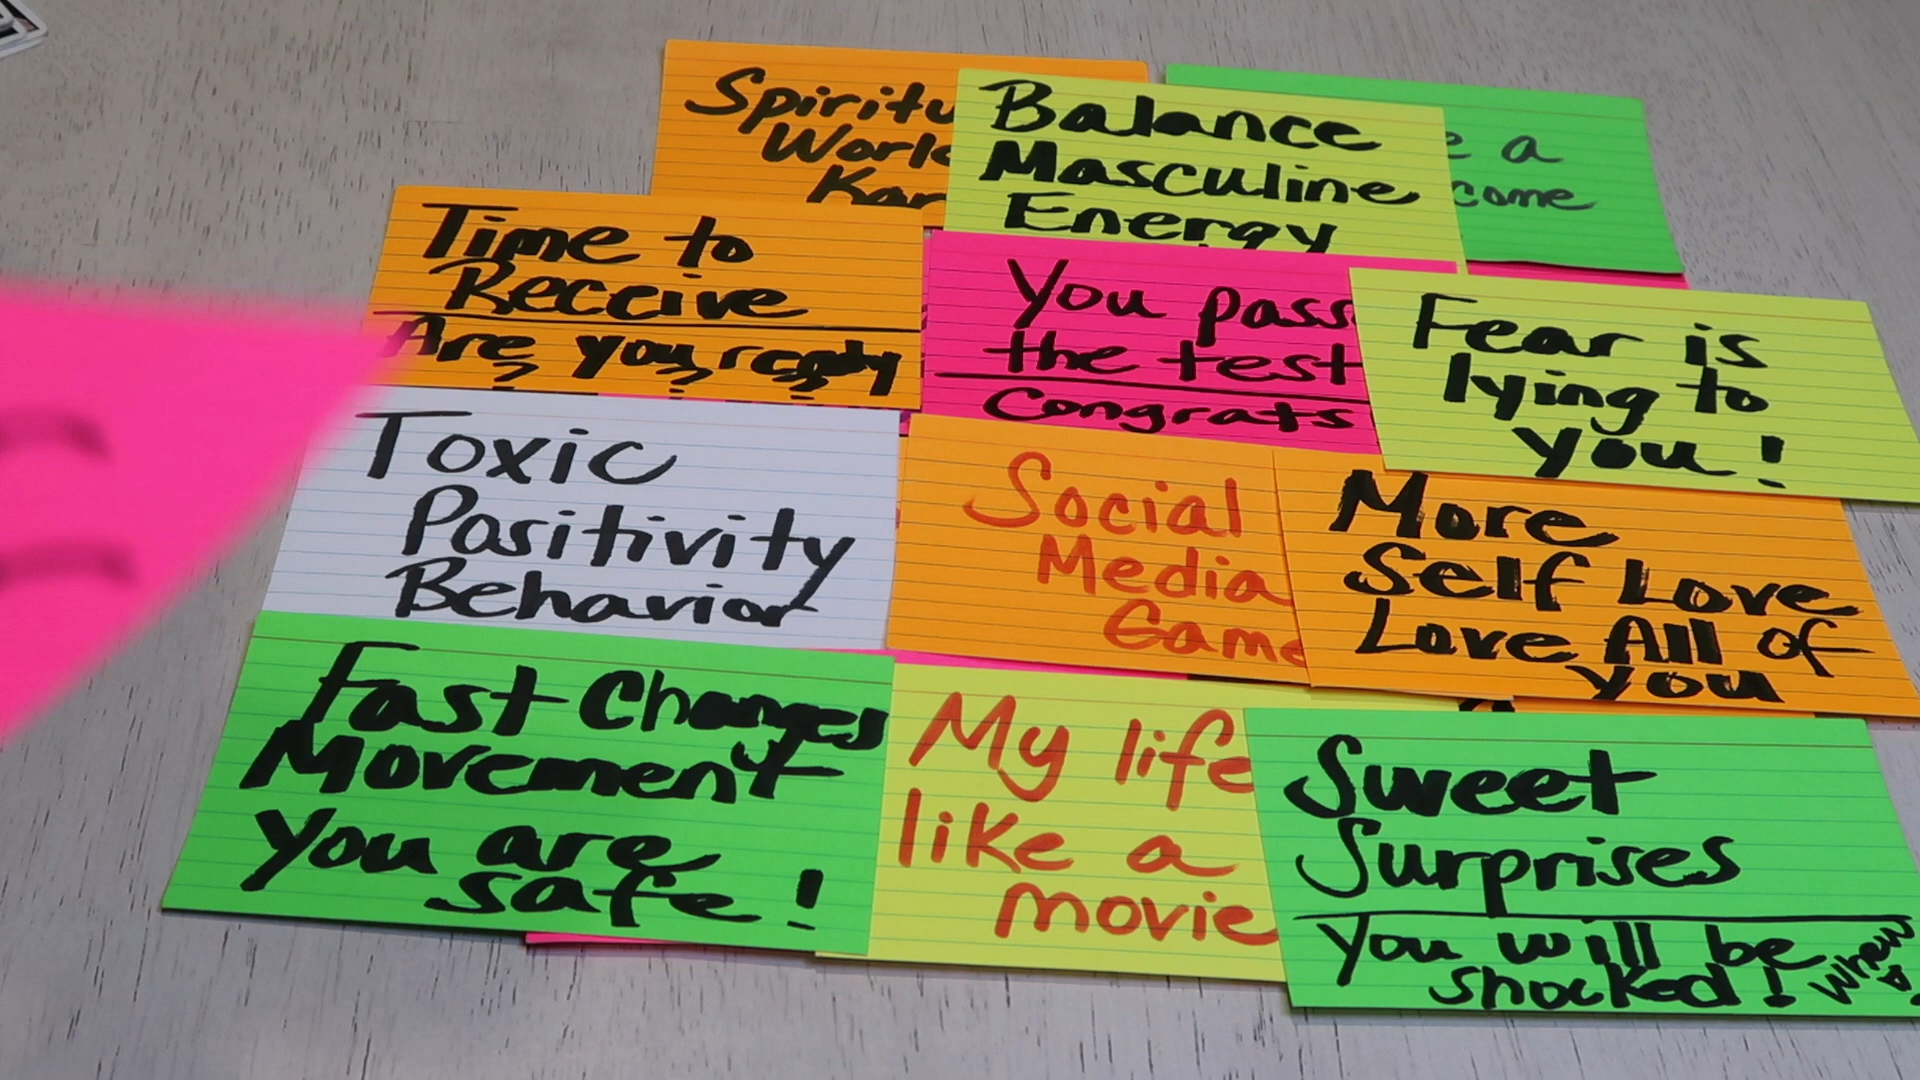 Balance
Masculine
Energy
a
Time to
Receive
Are you ready
? ? ?
You pass
the test
Congrats
Fear is
lying to
you!
Toxic
Positivity
Behavior
Social
Media
Game
More
Self Love
Love All of
you
Fast Changes
Movement
you are
safe!
My life
like a
movie
Sweet
Surprises
You will be
shocked!